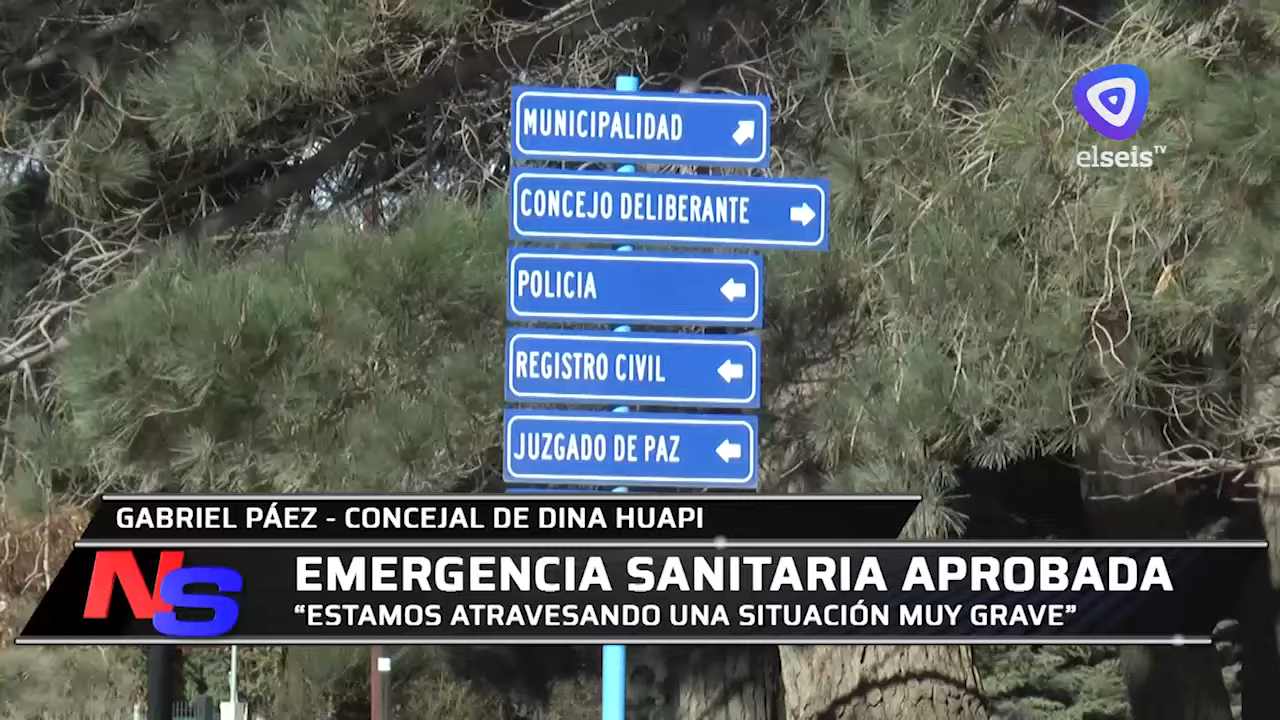 MUNICIPALIDAD
elseis TV
CONCEJO DELIBERANTE
POLICIA
REGISTRO CIVIL
JUZGADO DE PAZ
GABRIEL PÁEZ - CONCEJAL DE DINA HUAPI
NS
EMERGENCIA SANITARIA APROBADA
“ESTAMOS ATRAVESANDO UNA SITUACIÓN MUY GRAVE”